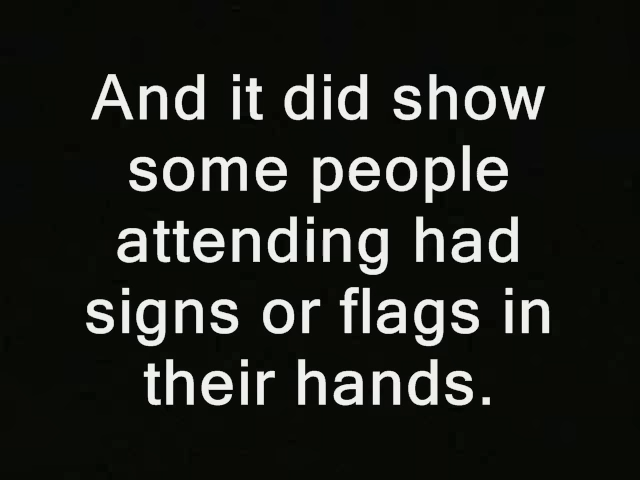 And it did show
some people
attending had
signs or flags in
their hands.